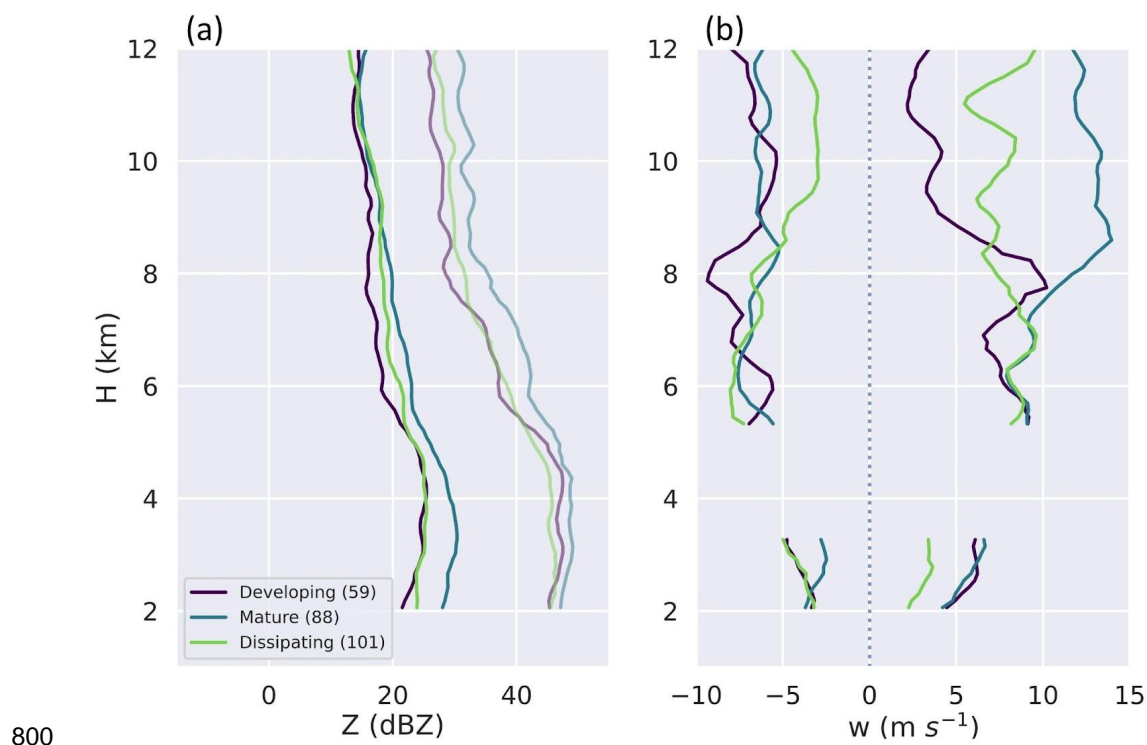 (a) (b)
12 12
10 10
8 8
H (km)
6 6
4 4
2 2
Developing (59)
Mature (88)
Dissipating (101)
0 20 40 −10 −5 0 5 10 15
Z (dBZ) w (m s⁻¹)
800